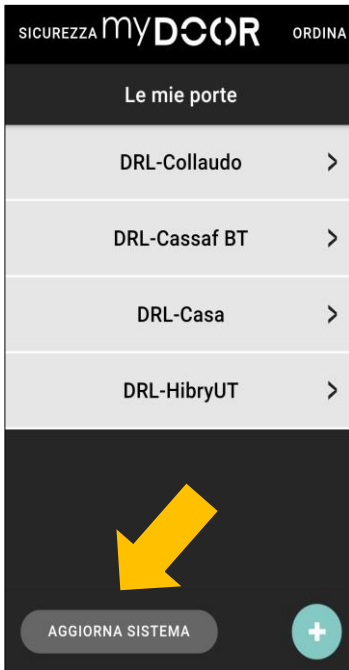 SICUREZZA myDOOR ORDINA
Le mie porte
DRL-Collaudo >
DRL-Cassaf BT >
DRL-Casa >
DRL-HibryUT >
AGGIORNA SISTEMA +